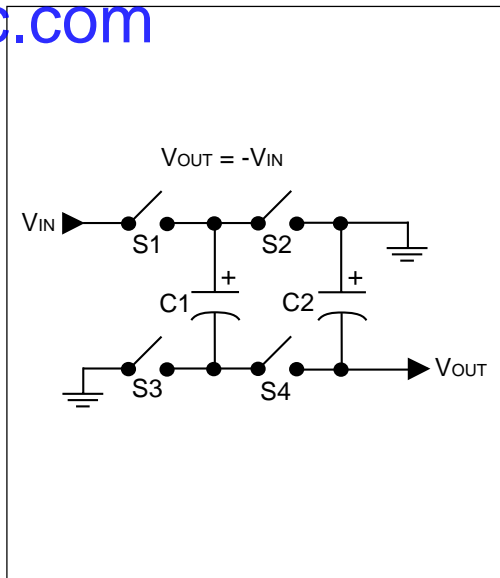 c.com
VOUT = -VIN
VIN
S1
S2
+
+
C1
C2
S3
S4
VOUT